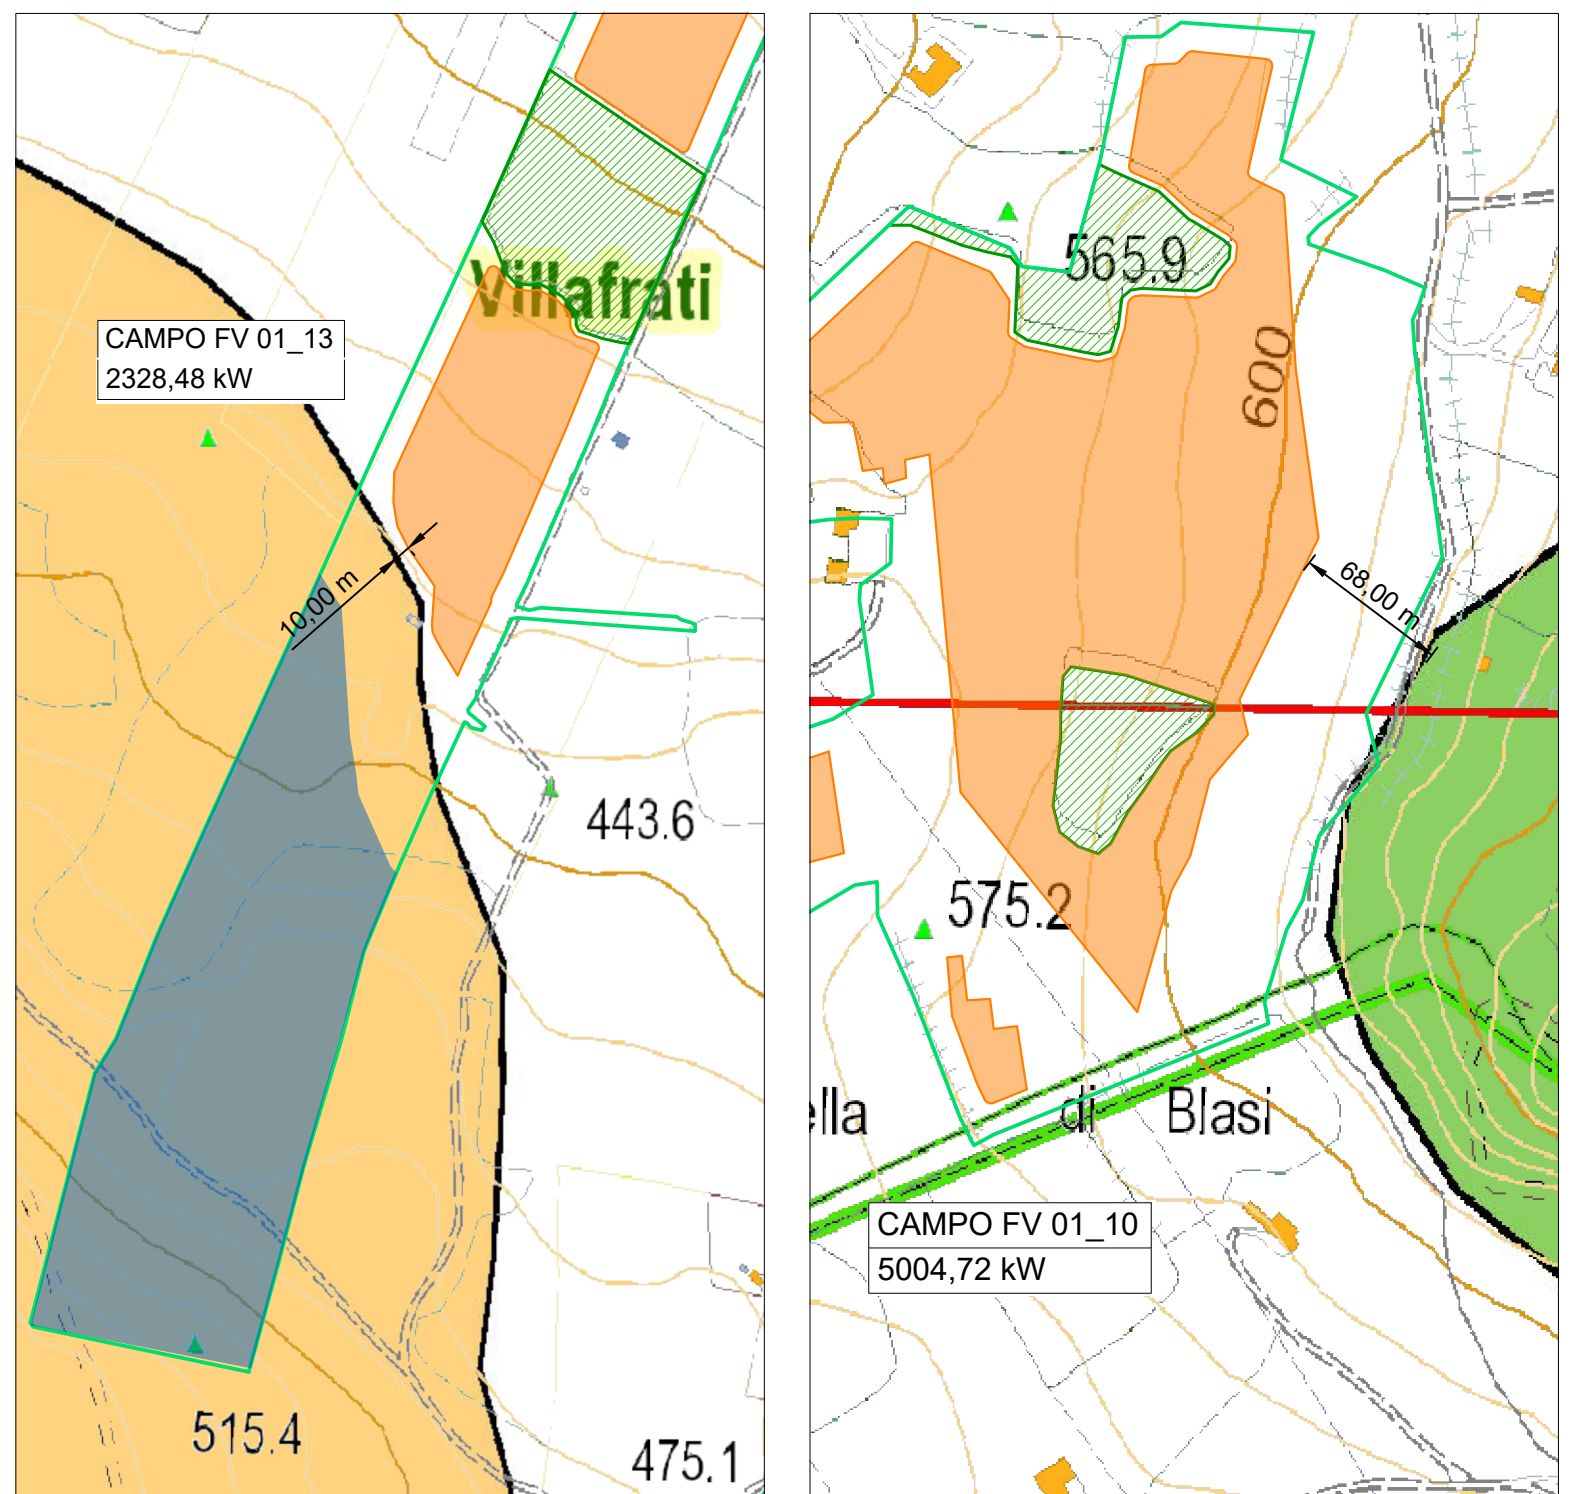 Villafrati
CAMPO FV 01_13
2328,48 kW
10,00 m
443.6
515.4
475.1
565.9
600
68,00 m
575.2
ella di Blasi
CAMPO FV 01_10
5004,72 kW